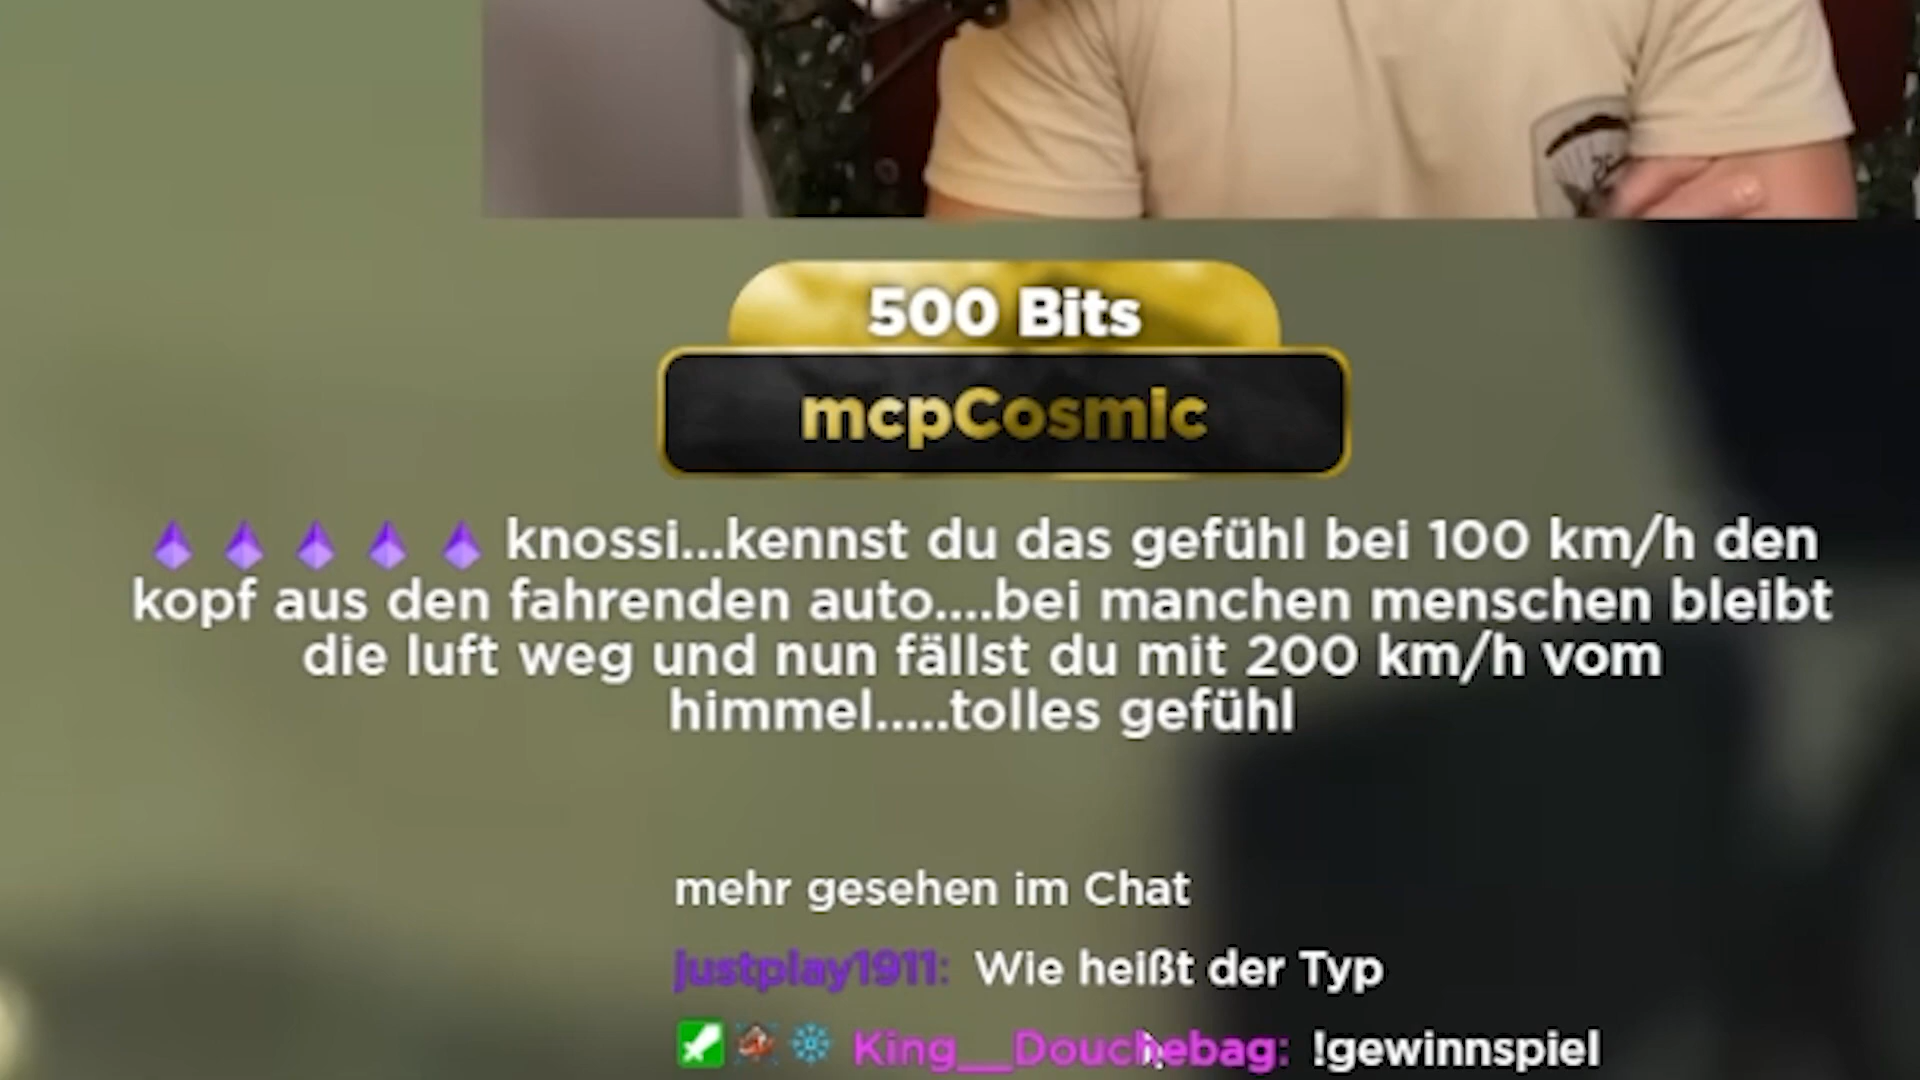 500 Bits
mcpCosmic
knossi...kennst du das gefühl bei 100 km/h den
kopf aus den fahrenden auto....bei manchen menschen bleibt
die luft weg und nun fällst du mit 200 km/h vom
himmel.....tolles gefühl
mehr gesehen im Chat
justplay1911: Wie heißt der Typ
King__Douchebag: !gewinnspiel